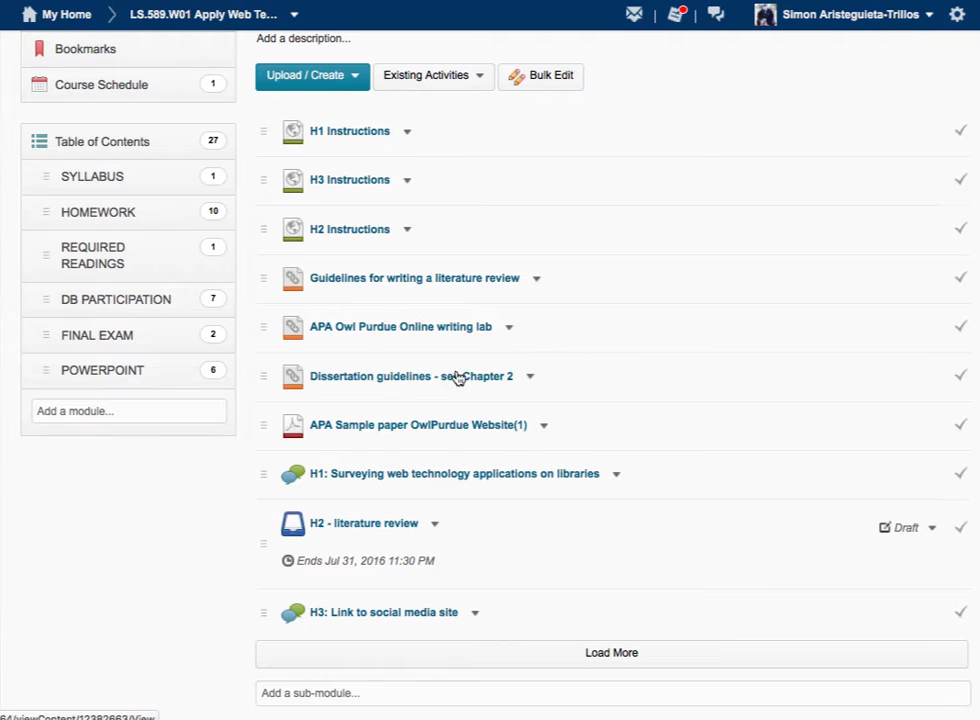 My Home
LS.589.W01 Apply Web Te...
Simon Aristeguieta-Trillos
Bookmarks
Course Schedule
1
Table of Contents
27
SYLLABUS
1
HOMEWORK
10
REQUIRED
READINGS
1
DB PARTICIPATION
7
FINAL EXAM
2
POWERPOINT
6
Add a module...
Add a description...
Upload / Create
Existing Activities
Bulk Edit
H1 Instructions
H3 Instructions
H2 Instructions
Guidelines for writing a literature review
APA Owl Purdue Online writing lab
Dissertation guidelines - see Chapter 2
APA Sample paper OwlPurdue Website(1)
H1: Surveying web technology applications on libraries
H2 - literature review
Draft
Ends Jul 31, 2016 11:30 PM
H3: Link to social media site
Load More
Add a sub-module...
64/viewContent/12382663/View